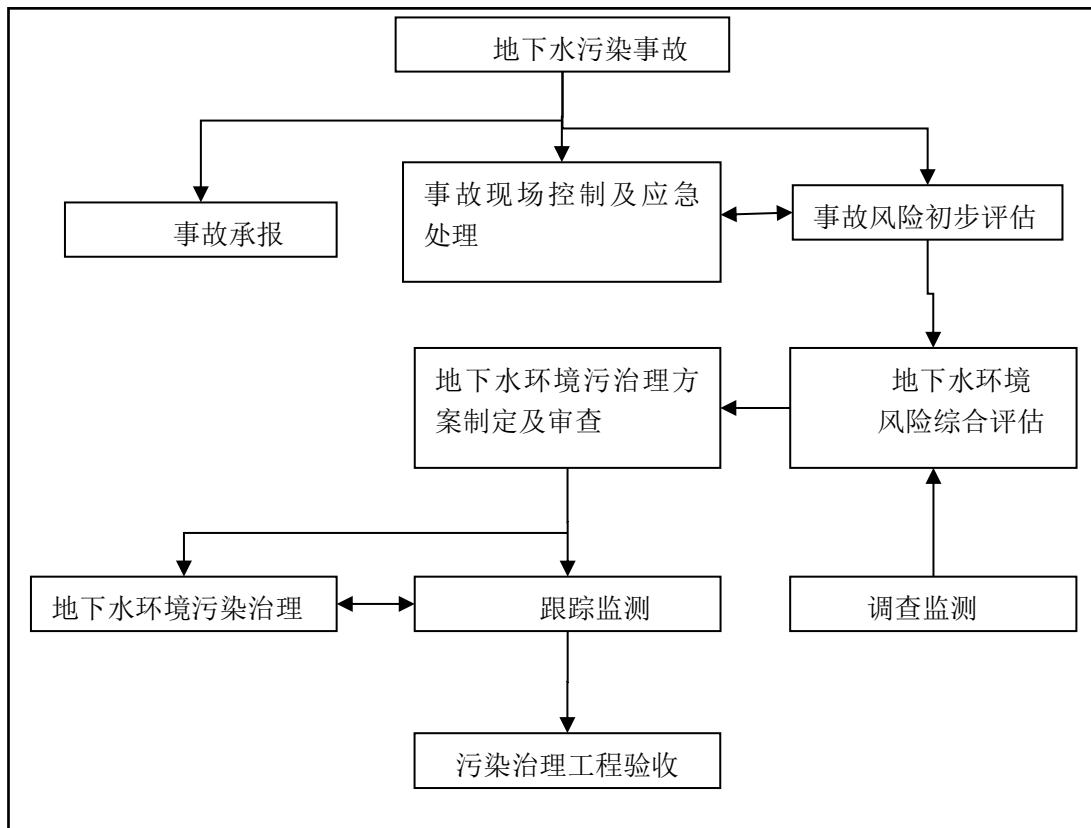 地下水污染事故
事故承报
事故现场控制及应急
处理
事故风险初步评估
地下水环境污治理方
案制定及审查
地下水环境
风险综合评估
地下水环境污染治理
跟踪监测
调查监测
污染治理工程验收